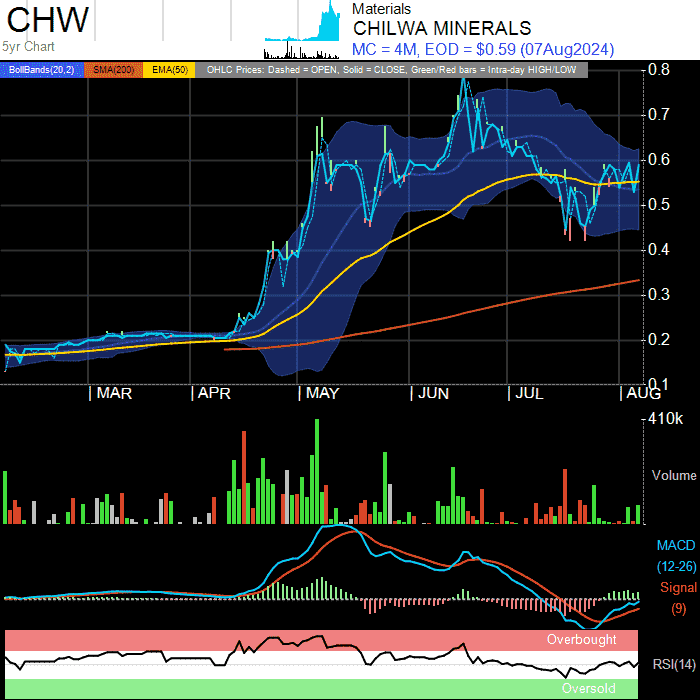 CHW
5yr Chart
Materials
CHILWA MINERALS
MC = 4M, EOD = $0.59 (07Aug2024)
BollBands(20,2) SMA(200) EMA(50) OHLC Prices: Dashed = OPEN, Solid = CLOSE, Green/Red bars = Intra-day HIGH/LOW
0.8
0.7
0.6
0.5
0.4
0.3
0.2
0.1
MAR APR MAY JUN JUL AUG
410k
Volume
MACD
(12-26)
Signal
(9)
Overbought
RSI(14)
Oversold